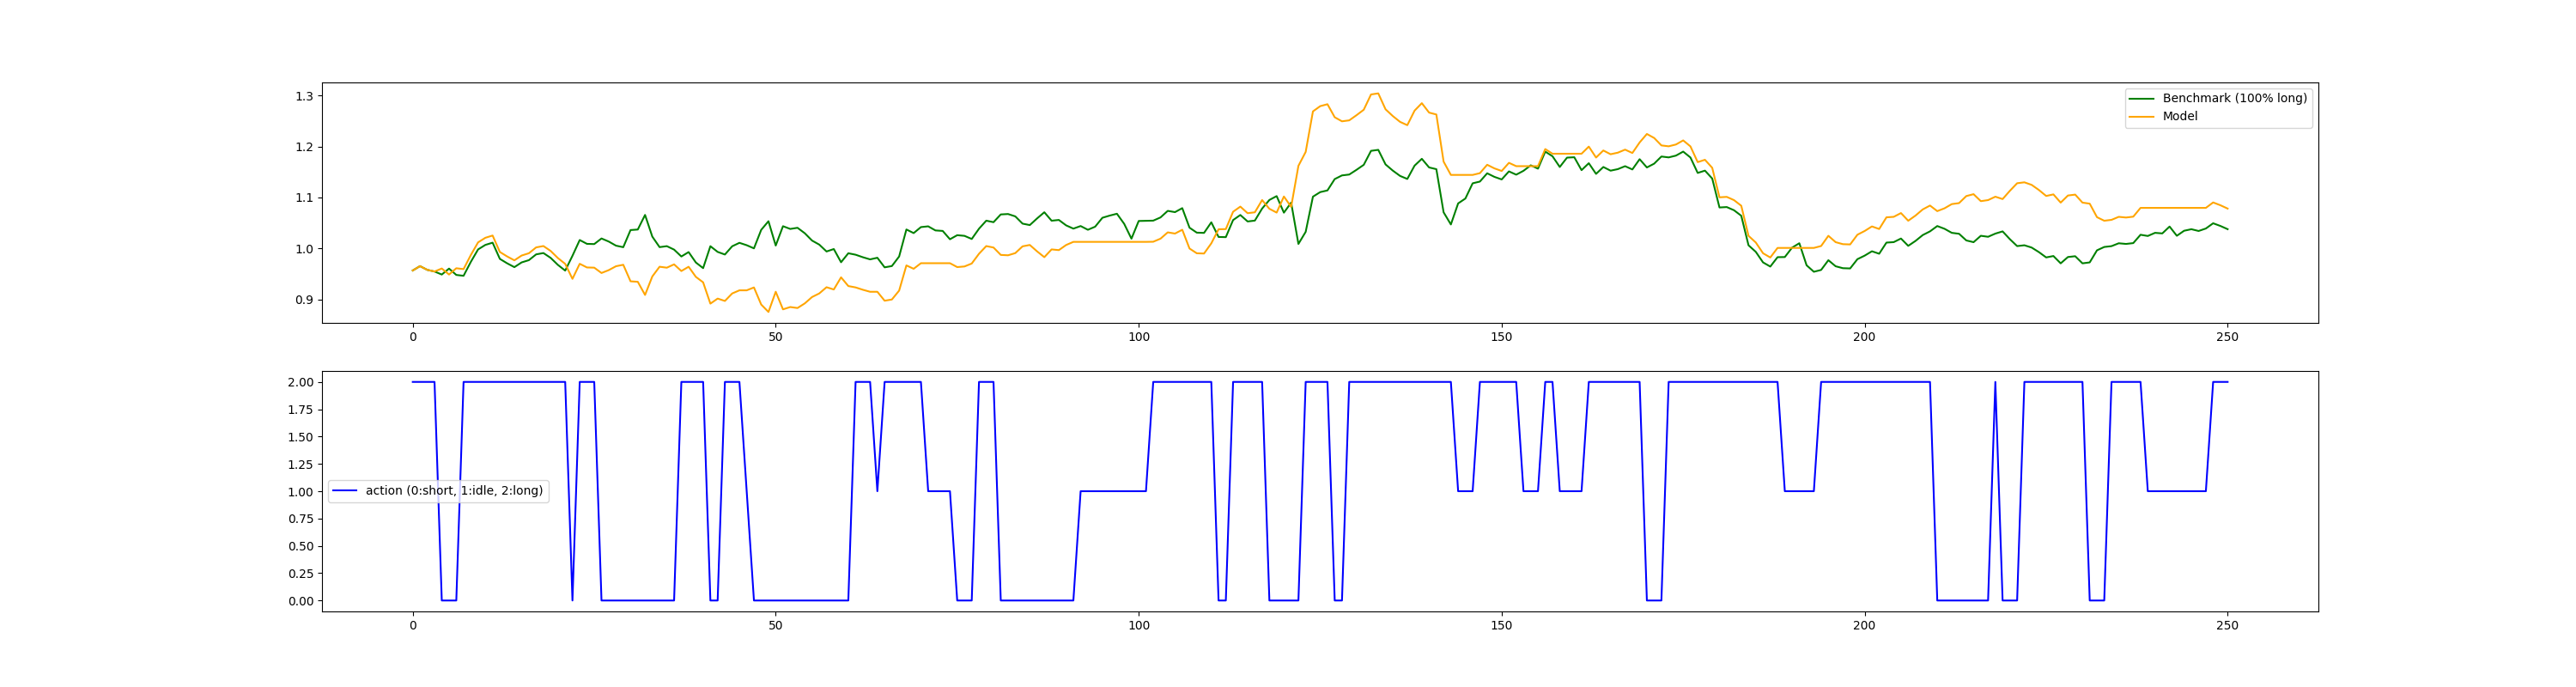 1.3
1.2
1.1
1.0
0.9
Benchmark (100% long)
Model
0 50 100 150 200 250
2.00
1.75
1.50
1.25
1.00
0.75
0.50
0.25
0.00
action (0:short, 1:idle, 2:long)
0 50 100 150 200 250